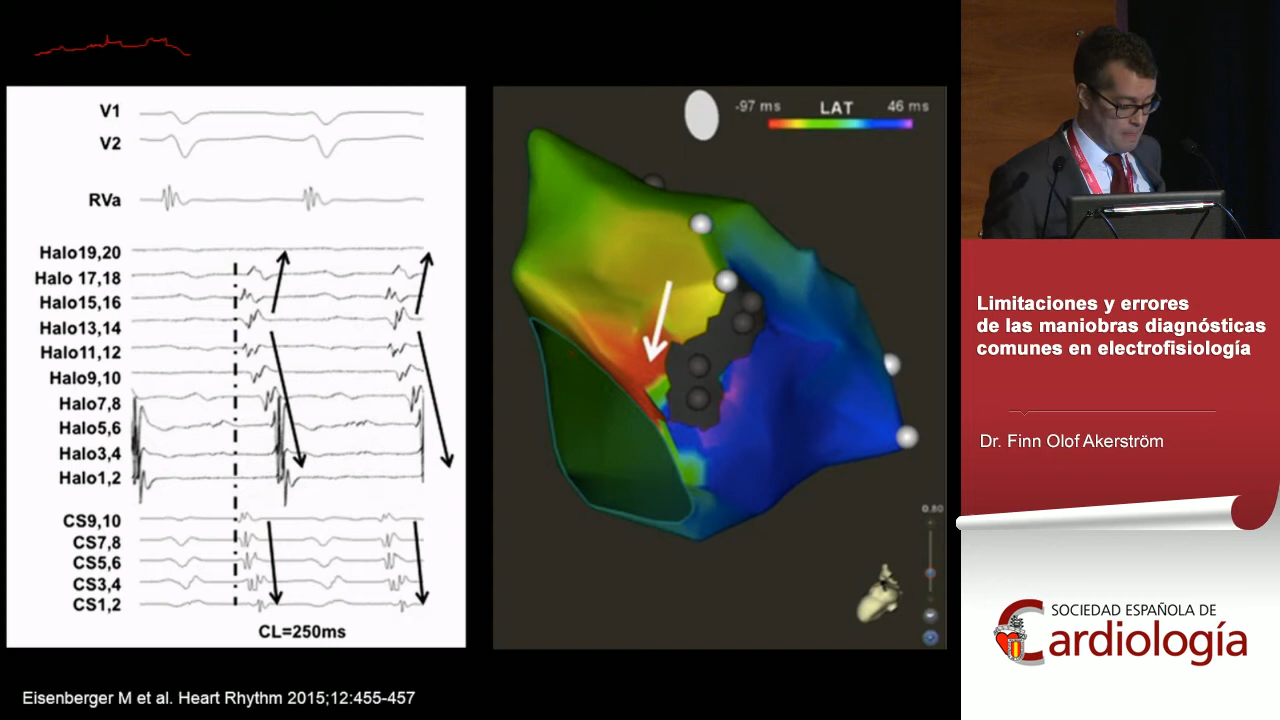 V1
V2
RVa
Halo19,20
Halo 17,18
Halo15,16
Halo13,14
Halo11,12
Halo9,10
Halo7,8
Halo5,6
Halo3,4
Halo1,2
CS9,10
CS7,8
CS5,6
CS3,4
CS1,2
CL=250ms
-97 ms LAT 46 ms
0.80
Eisenberger M et al. Heart Rhythm 2015;12:455-457
Limitaciones y errores
de las maniobras diagnósticas
comunes en electrofisiología
Dr. Finn Olof Akerström
SOCIEDAD ESPAÑOLA DE
Cardiología